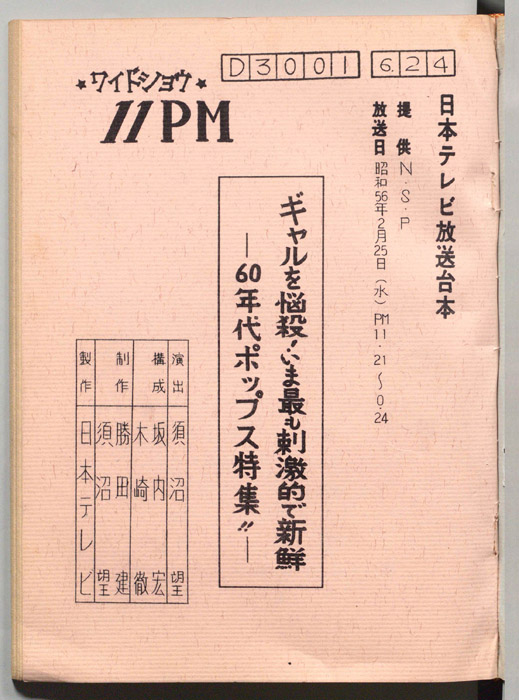 D3001 6.24
★ワイドショウ★
11PM
日本テレビ放送台本
提供 N.S.P
放送日 昭和56年2月25日(水)PM11.21〜0.24
ギャルを悩殺!いま最も刺激的で新鮮
―60年代ポップス特集!!―
演出 須沼望
構成 坂内宏
木崎徹
制作 勝田建
須沼望
製作 日本テレビ